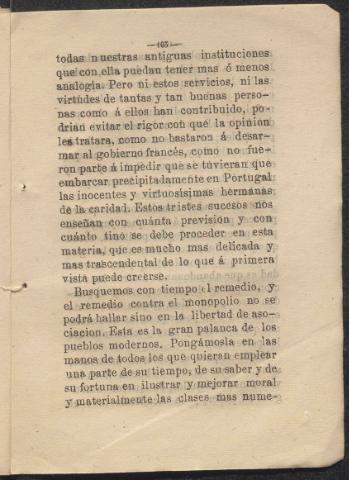 —103—
todas nuestras antiguas instituciones
que con ella puedan tener mas ó menos
analogía. Pero ni estos servicios, ni las
virtudes de tantas y tan buenas perso-
nas como á ellos han contribuido, po-
drian evitar el rigor con que la opinion
les tratara, como no bastaron á desar-
mar al gobierno francés, como no fue-
ron parte á impedir que se tuvieran que
embarcar precipitadamente en Portugal
las inocentes y virtuosísimas hermanas
de la caridad. Estos tristes sucesos nos
enseñan con cuánta prevision y con
cuánto tino se debe proceder en esta
materia, que es mucho mas delicada y
mas trascendental de lo que á primera
vista puede creerse.
Busquemos con tiempo el remedio, y
el remedio contra el monopolio no se
podrá hallar sino en la libertad de aso-
ciacion. Esta es la gran palanca de los
pueblos modernos. Pongámosla en las
manos de todos los que quieran emplear
una parte de su tiempo, de su saber y de
su fortuna en ilustrar y mejorar moral
y materialmente las clases mas nume-